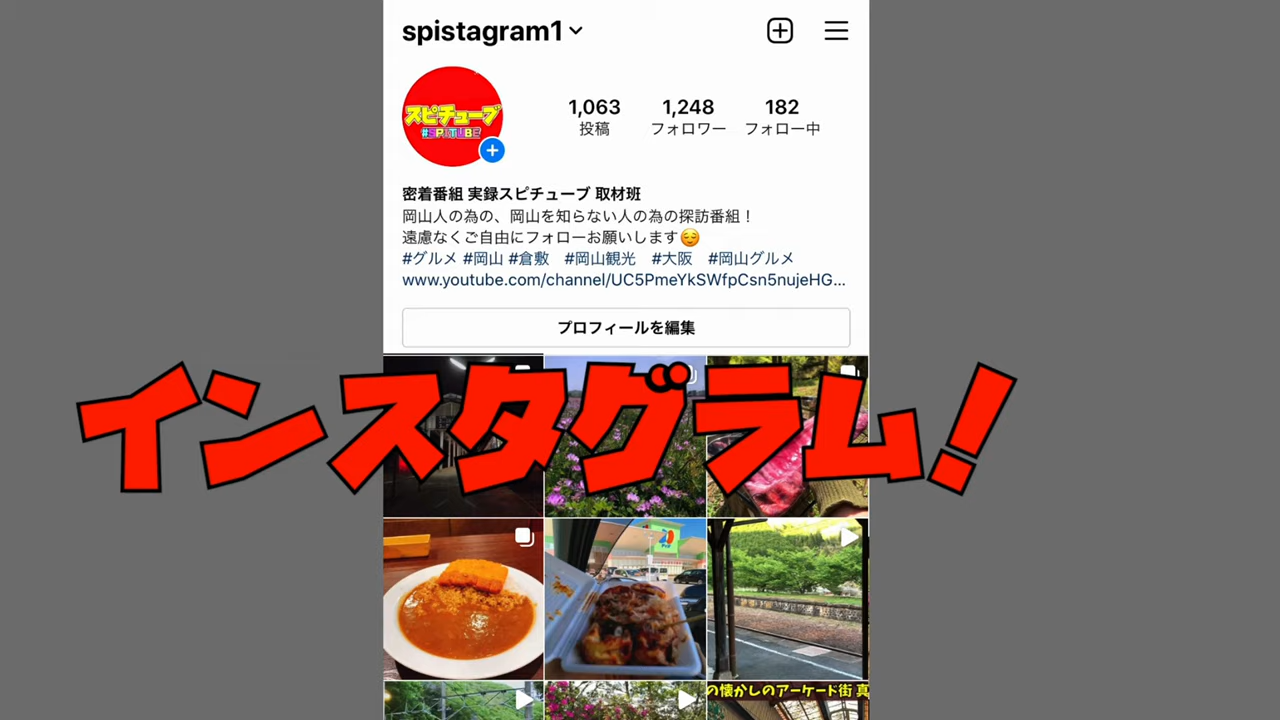 spistagram1
スピチューブ
#SPITUBE
1,063
1,248
182
投稿
フォロワー
フォロー中
密着番組 実録スピチューブ 取材班
岡山人の為の、岡山を知らない人の為の探訪番組！
遠慮なくご自由にフォローお願いします😌
#グルメ #岡山 #倉敷　#岡山観光　#大阪　#岡山グルメ
www.youtube.com/channel/UC5PmeYkSWfpCsn5nujeHG...
プロフィールを編集
インスタグラム！
の懐かしのアーケード街 真